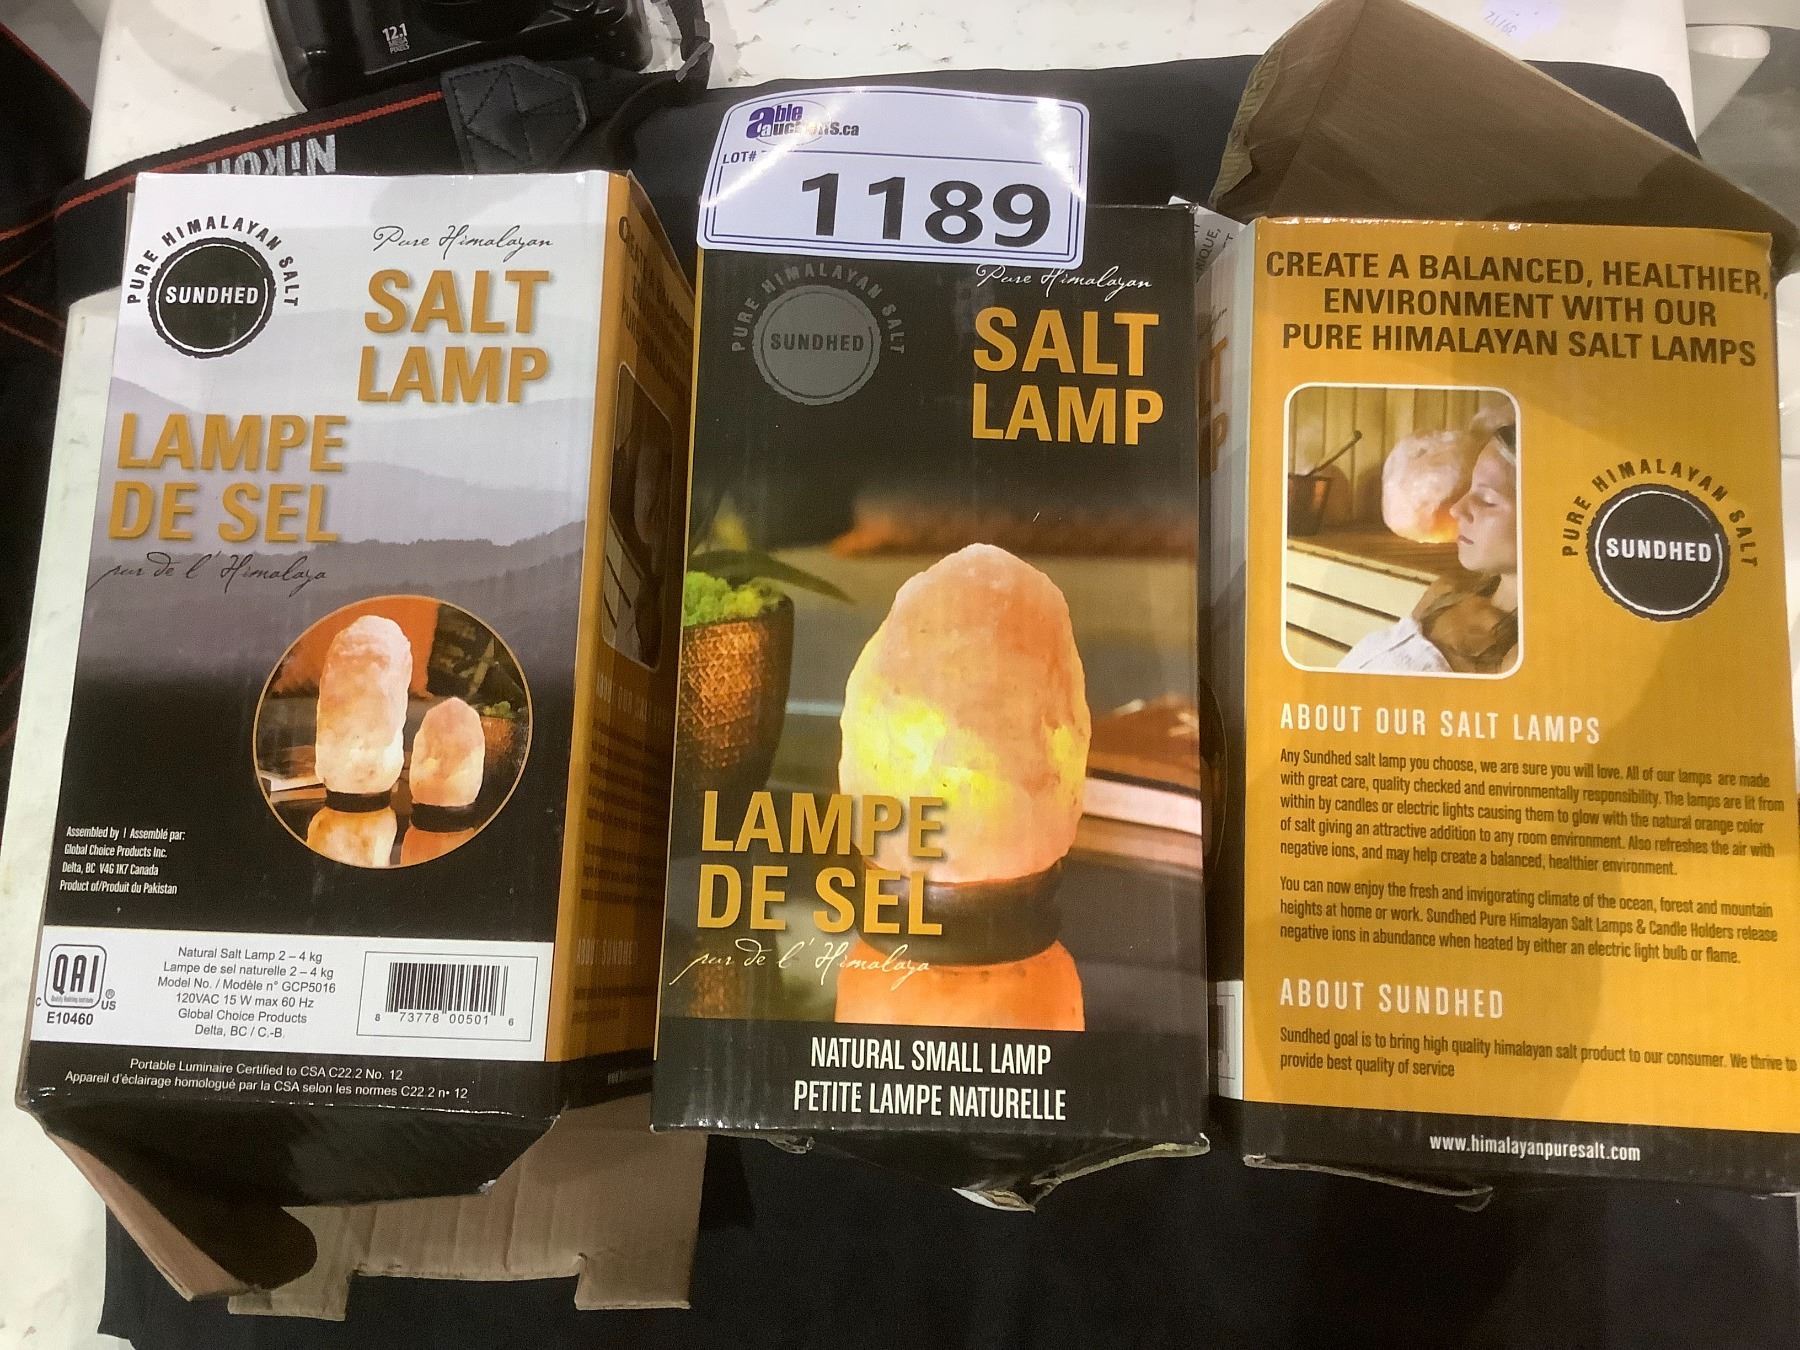 12.1
MEGA
PIXELS
Nikon
able
auctions.ca
LOT#
1189
PURE HIMALAYAN SALT
SUNDHED
Pure Himalayan
SALT
LAMP
LAMPE
DE SEL
pur de l'Himalaya
Assembled by | Assemblé par:
Global Choice Products Inc.
Delta, BC V4G 1K7 Canada
Product of/Produit du Pakistan
QAI
C US
®
E10460
Natural Salt Lamp 2 – 4 kg
Lampe de sel naturelle 2 – 4 kg
Model No. / Modèle n° GCP5016
120VAC 15 W max 60 Hz
Global Choice Products
Delta, BC / C.-B.
8 73778 00501 6
Portable Luminaire Certified to CSA C22.2 No. 12
Appareil d'éclairage homologué par la CSA selon les normes C22.2 n• 12
ABOUT SUNDHED
PURE HIMALAYAN SALT
SUNDHED
Pure Himalayan
SALT
LAMP
LAMPE
DE SEL
pur de l'Himalaya
NATURAL SMALL LAMP
PETITE LAMPE NATURELLE
CREATE A BALANCED, HEALTHIER,
ENVIRONMENT WITH OUR
PURE HIMALAYAN SALT LAMPS
PURE HIMALAYAN SALT
SUNDHED
ABOUT OUR SALT LAMPS
Any Sundhed salt lamp you choose, we are sure you will love. All of our lamps are made
with great care, quality checked and environmentally responsibility. The lamps are lit from
within by candles or electric lights causing them to glow with the natural orange color
of salt giving an attractive addition to any room environment. Also refreshes the air with
negative ions, and may help create a balanced, healthier environment.
You can now enjoy the fresh and invigorating climate of the ocean, forest and mountain
heights at home or work. Sundhed Pure Himalayan Salt Lamps & Candle Holders release
negative ions in abundance when heated by either an electric light bulb or flame.
ABOUT SUNDHED
Sundhed goal is to bring high quality himalayan salt product to our consumer. We thrive to
provide best quality of service
www.himalayanpuresalt.com